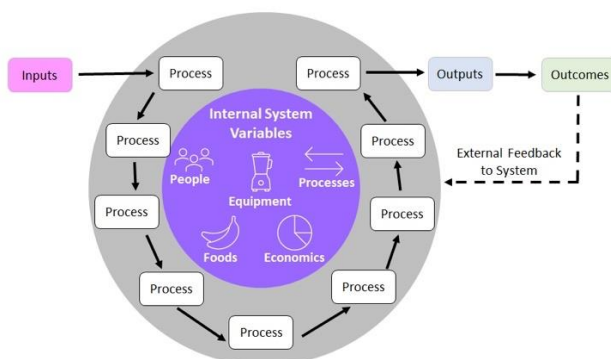 Inputs
Process
Process
Outputs
Outcomes
Internal System
Variables
Process
Process
People
Processes
Equipment
External Feedback
to System
Process
Process
Foods
Economics
Process
Process
Process